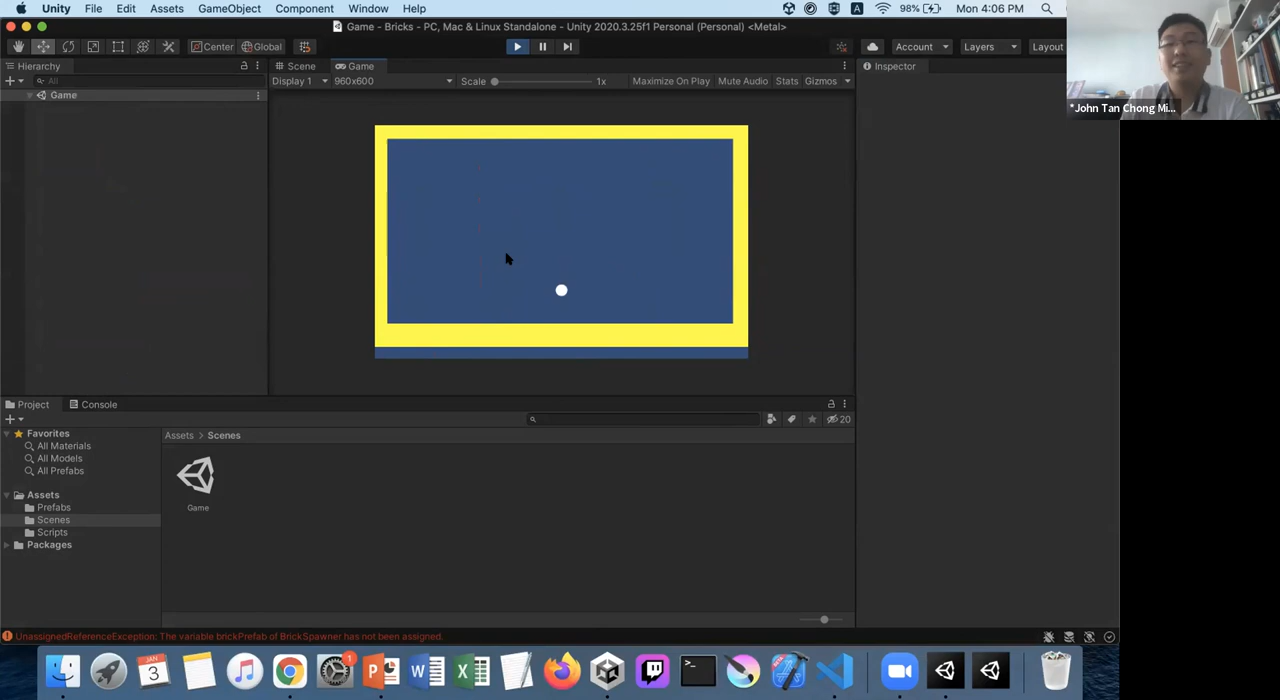 Unity File Edit Assets GameObject Component Window Help 98% Mon 4:06 PM
Game - Bricks - PC, Mac & Linux Standalone - Unity 2020.3.25f1 Personal (Personal) <Metal>
Center Global Account Layers Layout
Hierarchy
All
Game
Scene Game
Display 1 960x600 Scale 1x Maximize On Play Mute Audio Stats Gizmos
Inspector
*John Tan Chong Mi...
Project Console
20
Favorites
All Materials
All Models
All Prefabs
Assets
Prefabs
Scenes
Scripts
Packages
Assets > Scenes
Game
UnassignedReferenceException: The variable brickPrefab of BrickSpawner has not been assigned.
JAN
3
1